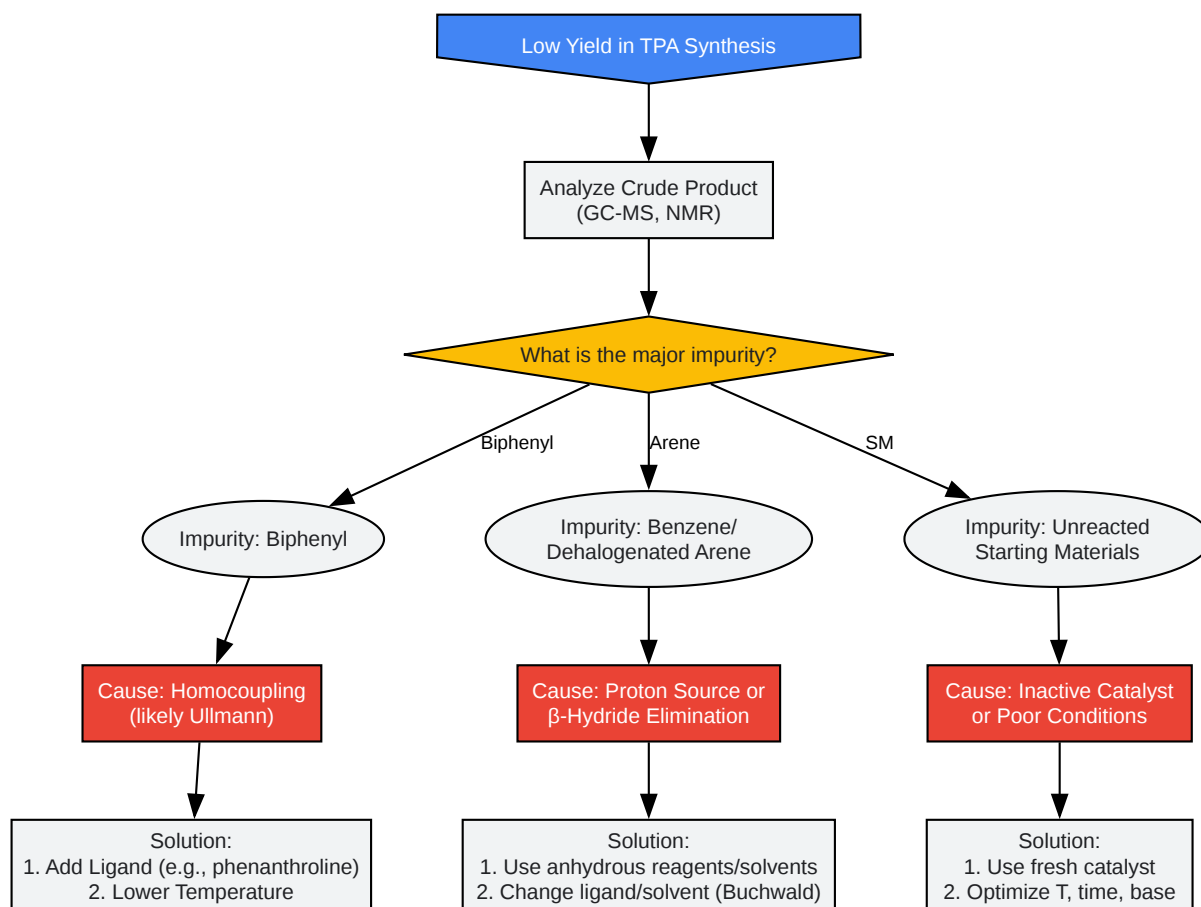 Low Yield in TPA Synthesis
Analyze Crude Product
(GC-MS, NMR)
What is the major impurity?
Biphenyl
Arene
SM
Impurity: Biphenyl
Impurity: Benzene/
Dehalogenated Arene
Impurity: Unreacted
Starting Materials
Cause: Homocoupling
(likely Ullmann)
Cause: Proton Source or
β-Hydride Elimination
Cause: Inactive Catalyst
or Poor Conditions
Solution:
1. Add Ligand (e.g., phenanthroline)
2. Lower Temperature
Solution:
1. Use anhydrous reagents/solvents
2. Change ligand/solvent (Buchwald)
Solution:
1. Use fresh catalyst
2. Optimize T, time, base